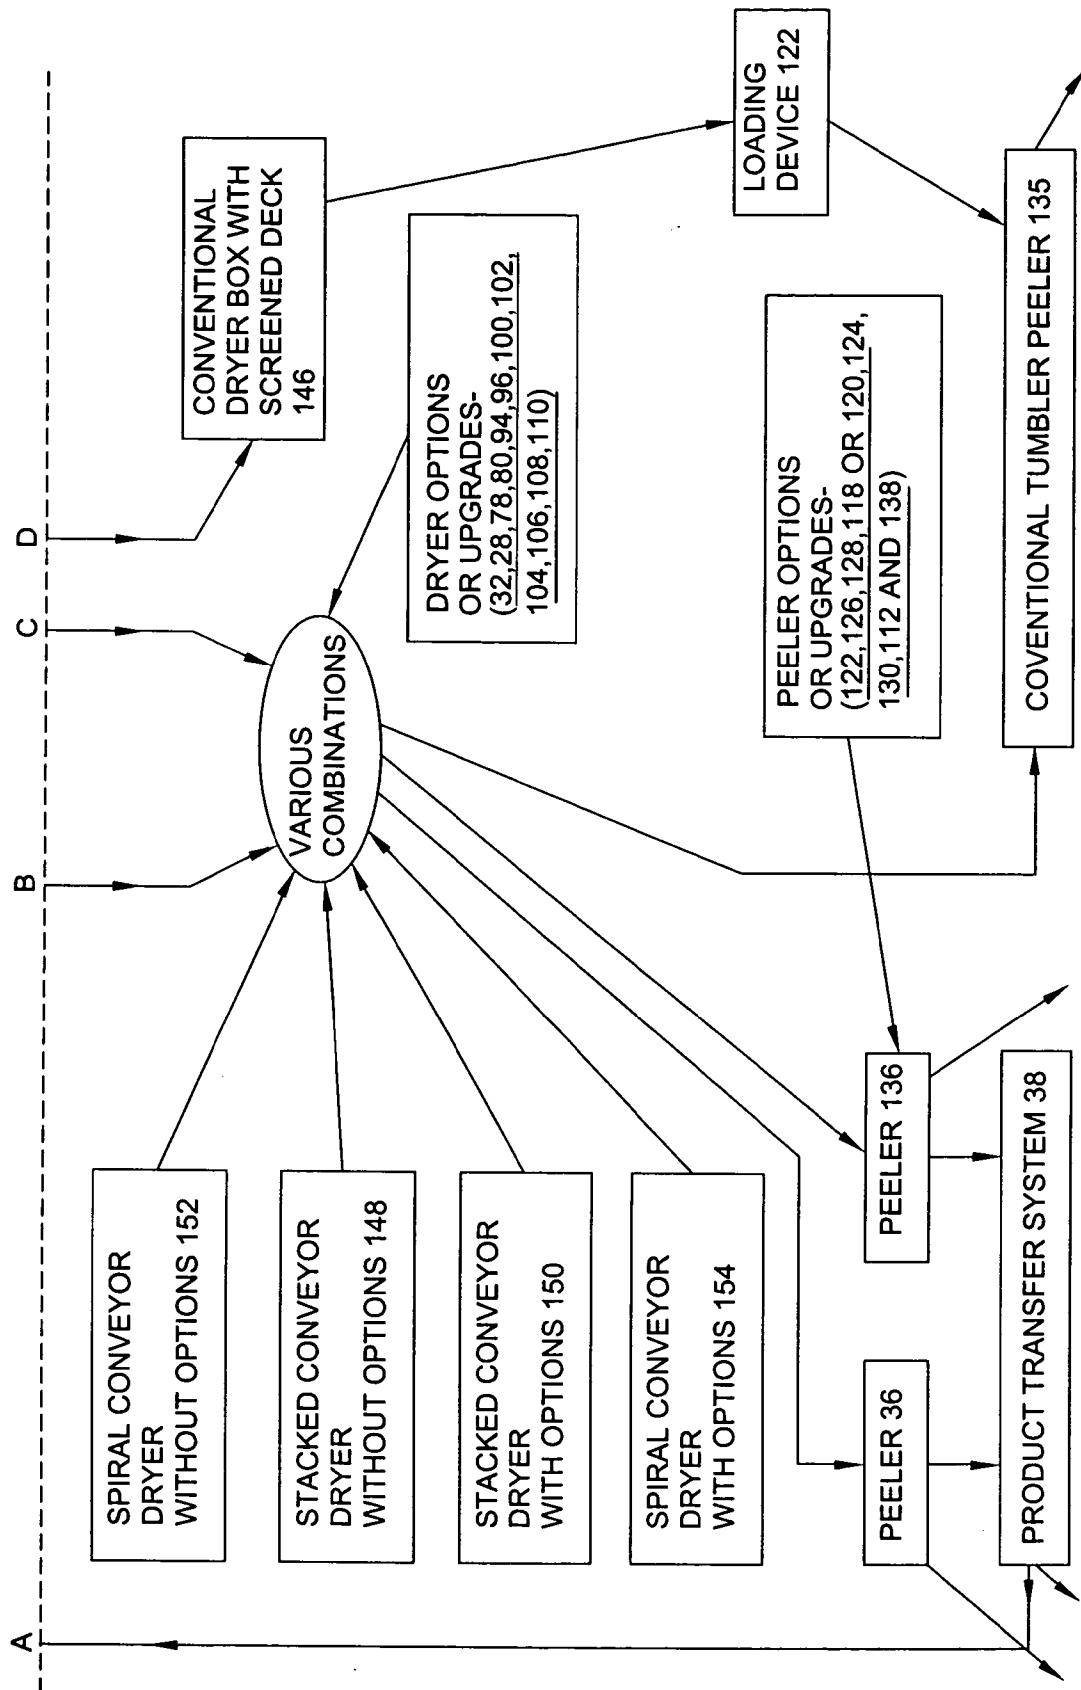 A
B
C
D
SPIRAL CONVEYOR
DRYER
WITHOUT OPTIONS 152
STACKED CONVEYOR
DRYER
WITHOUT OPTIONS 148
STACKED CONVEYOR
DRYER
WITH OPTIONS 150
SPIRAL CONVEYOR
DRYER
WITH OPTIONS 154
VARIOUS
COMBINATIONS
CONVENTIONAL
DRYER BOX WITH
SCREENED DECK
146
DRYER OPTIONS
OR UPGRADES-
(32,28,78,80,94,96,100,102,
104,106,108,110)
LOADING
DEVICE 122
PEELER OPTIONS
OR UPGRADES-
(122,126,128,118 OR 120,124,
130,112 AND 138)
PEELER 36
PEELER 136
PRODUCT TRANSFER SYSTEM 38
COVENTIONAL TUMBLER PEELER 135